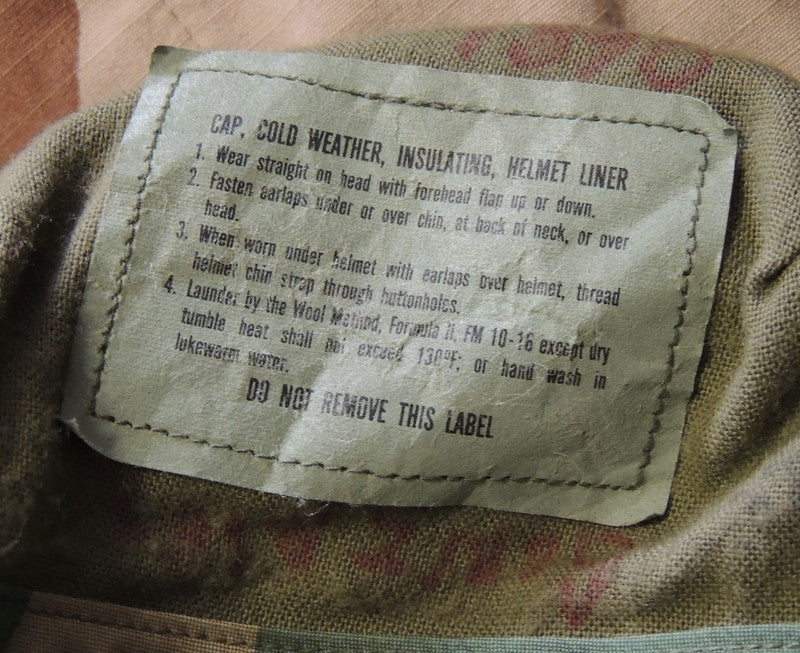 1010
CAP, COLD WEATHER, INSULATING, HELMET LINER
1. Wear straight on head with forehead flap up or down.
2. Fasten earlaps under or over chin, at back of neck, or over
head.
3. When worn under helmet with earlaps over helmet, thread
helmet chin strap through buttonholes.
4. Launder by the Wool Method, Formula II, FM 10-16 except dry
tumble heat shall not exceed 130°F, or hand wash in
lukewarm water.
DO NOT REMOVE THIS LABEL